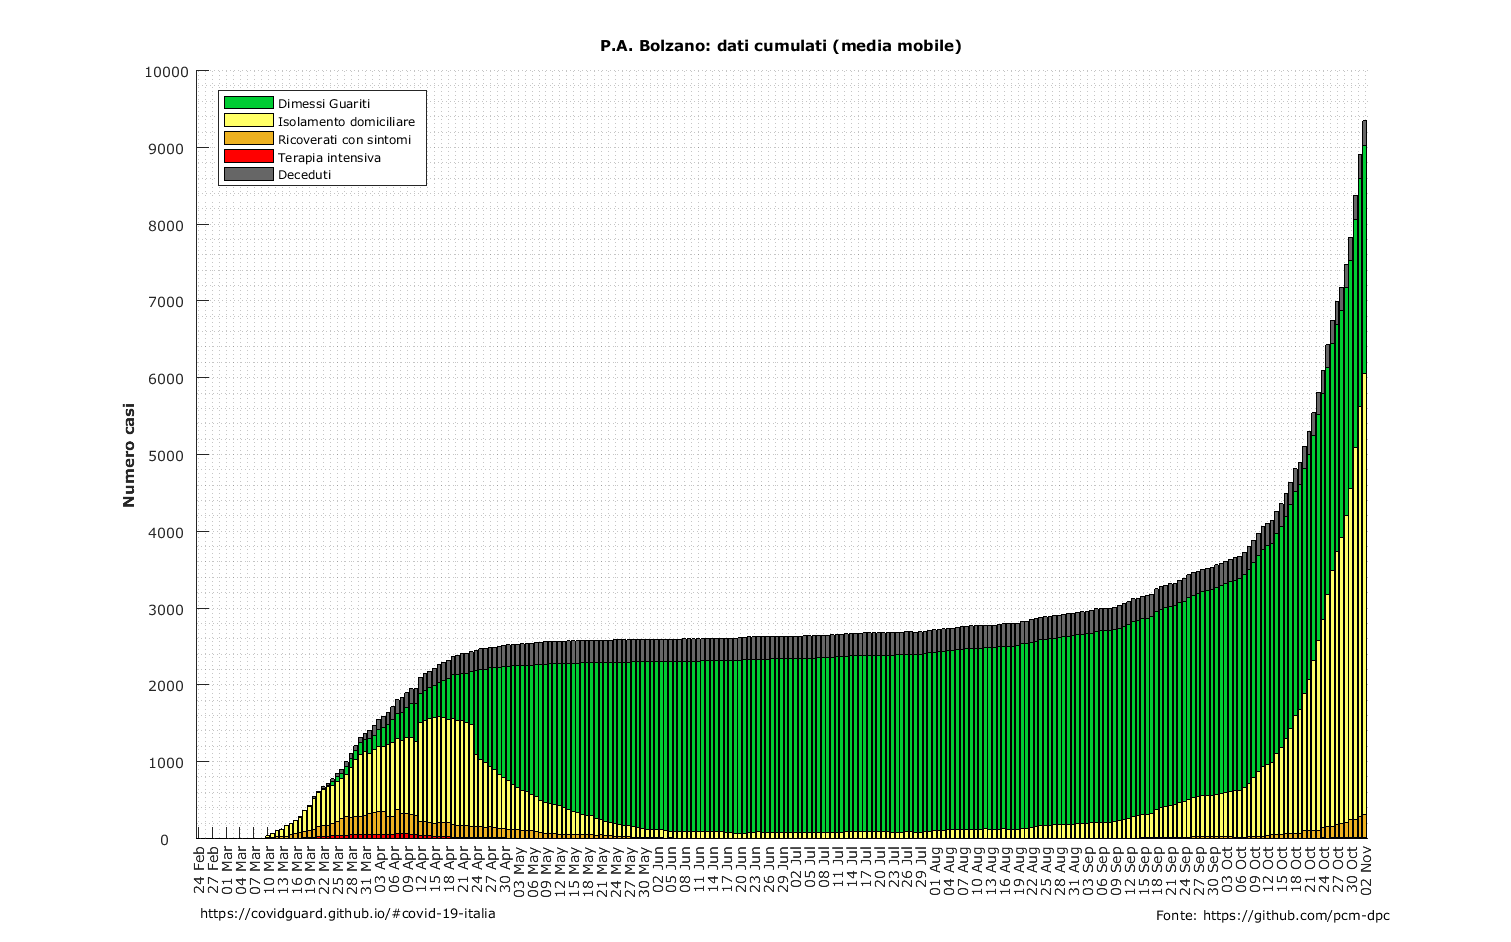 P.A. Bolzano: dati cumulati (media mobile)
10000
9000
8000
7000
6000
5000
4000
3000
2000
1000
0
Numero casi
Dimessi Guariti
Isolamento domiciliare
Ricoverati con sintomi
Terapia intensiva
Deceduti
24 Feb
27 Feb
01 Mar
04 Mar
07 Mar
10 Mar
13 Mar
16 Mar
19 Mar
22 Mar
25 Mar
28 Mar
31 Mar
03 Apr
06 Apr
09 Apr
12 Apr
15 Apr
18 Apr
21 Apr
24 Apr
27 Apr
30 Apr
03 May
06 May
09 May
12 May
15 May
18 May
21 May
24 May
27 May
30 May
02 Jun
05 Jun
08 Jun
11 Jun
14 Jun
17 Jun
20 Jun
23 Jun
26 Jun
29 Jun
02 Jul
05 Jul
08 Jul
11 Jul
14 Jul
17 Jul
20 Jul
23 Jul
26 Jul
29 Jul
01 Aug
04 Aug
07 Aug
10 Aug
13 Aug
16 Aug
19 Aug
22 Aug
25 Aug
28 Aug
31 Aug
03 Sep
06 Sep
09 Sep
12 Sep
15 Sep
18 Sep
21 Sep
24 Sep
27 Sep
30 Sep
03 Oct
06 Oct
09 Oct
12 Oct
15 Oct
18 Oct
21 Oct
24 Oct
27 Oct
30 Oct
02 Nov
https://covidguard.github.io/#covid-19-italia
Fonte: https://github.com/pcm-dpc